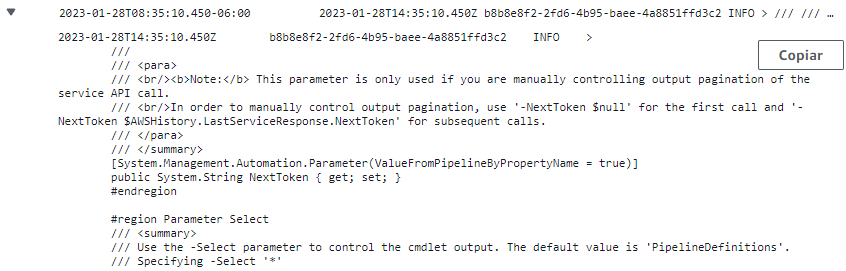 2023-01-28T08:35:10.450-06:00 2023-01-28T14:35:10.450Z b8b8e8f2-2fd6-4b95-baee-4a8851ffd3c2 INFO > /// /// …
2023-01-28T14:35:10.450Z b8b8e8f2-2fd6-4b95-baee-4a8851ffd3c2 INFO >
Copiar
///
/// <para>
/// <br/><b>Note:</b> This parameter is only used if you are manually controlling output pagination of the
service API call.
/// <br/>In order to manually control output pagination, use '-NextToken $null' for the first call and '-
NextToken $AWSHistory.LastServiceResponse.NextToken' for subsequent calls.
/// </para>
/// </summary>
[System.Management.Automation.Parameter(ValueFromPipelineByPropertyName = true)]
public System.String NextToken { get; set; }
#endregion
#region Parameter Select
/// <summary>
/// Use the -Select parameter to control the cmdlet output. The default value is 'PipelineDefinitions'.
/// Specifying -Select '*'